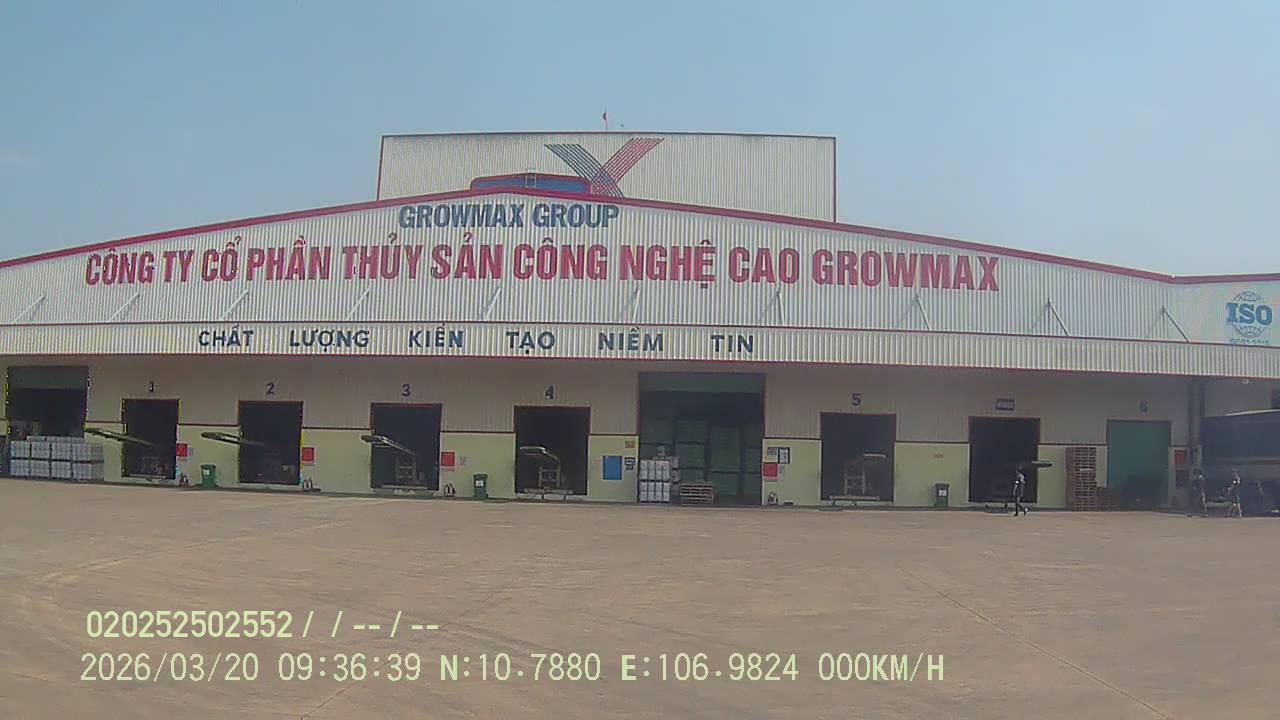 GROWMAX GROUP
CÔNG TY CỔ PHẦN THỦY SẢN CÔNG NGHỆ CAO GROWMAX
ISO
CHẤT LƯỢNG KIẾN TẠO NIỀM TIN
1 2 3 4 5 6
020252502552 / / -- / --
2026/03/20 09:36:39 N:10.7880 E:106.9824 000KM/H